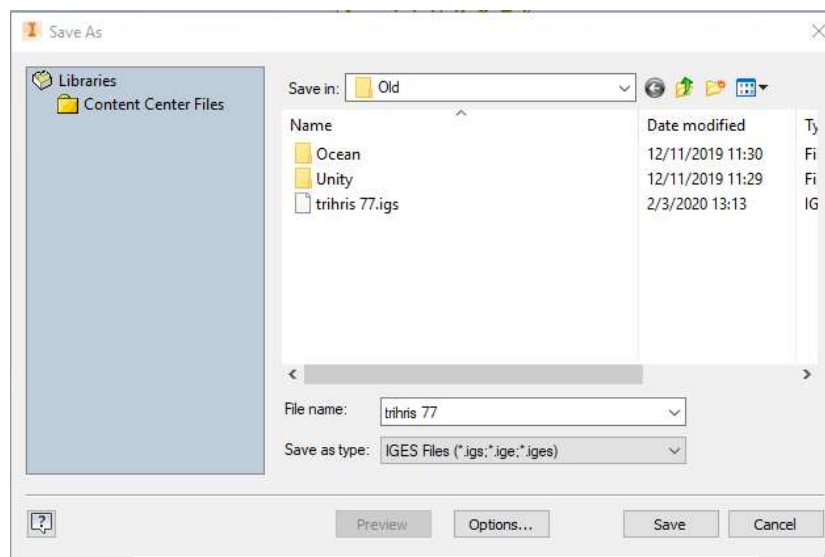 Save As
Libraries
Content Center Files
Save in: Old
Name Date modified Ty
Ocean 12/11/2019 11:30 Fi
Unity 12/11/2019 11:29 Fi
trihris 77.igs 2/3/2020 13:13 IG
File name: trihris 77
Save as type: IGES Files (*.igs;*.ige;*.iges)
Preview Options... Save Cancel